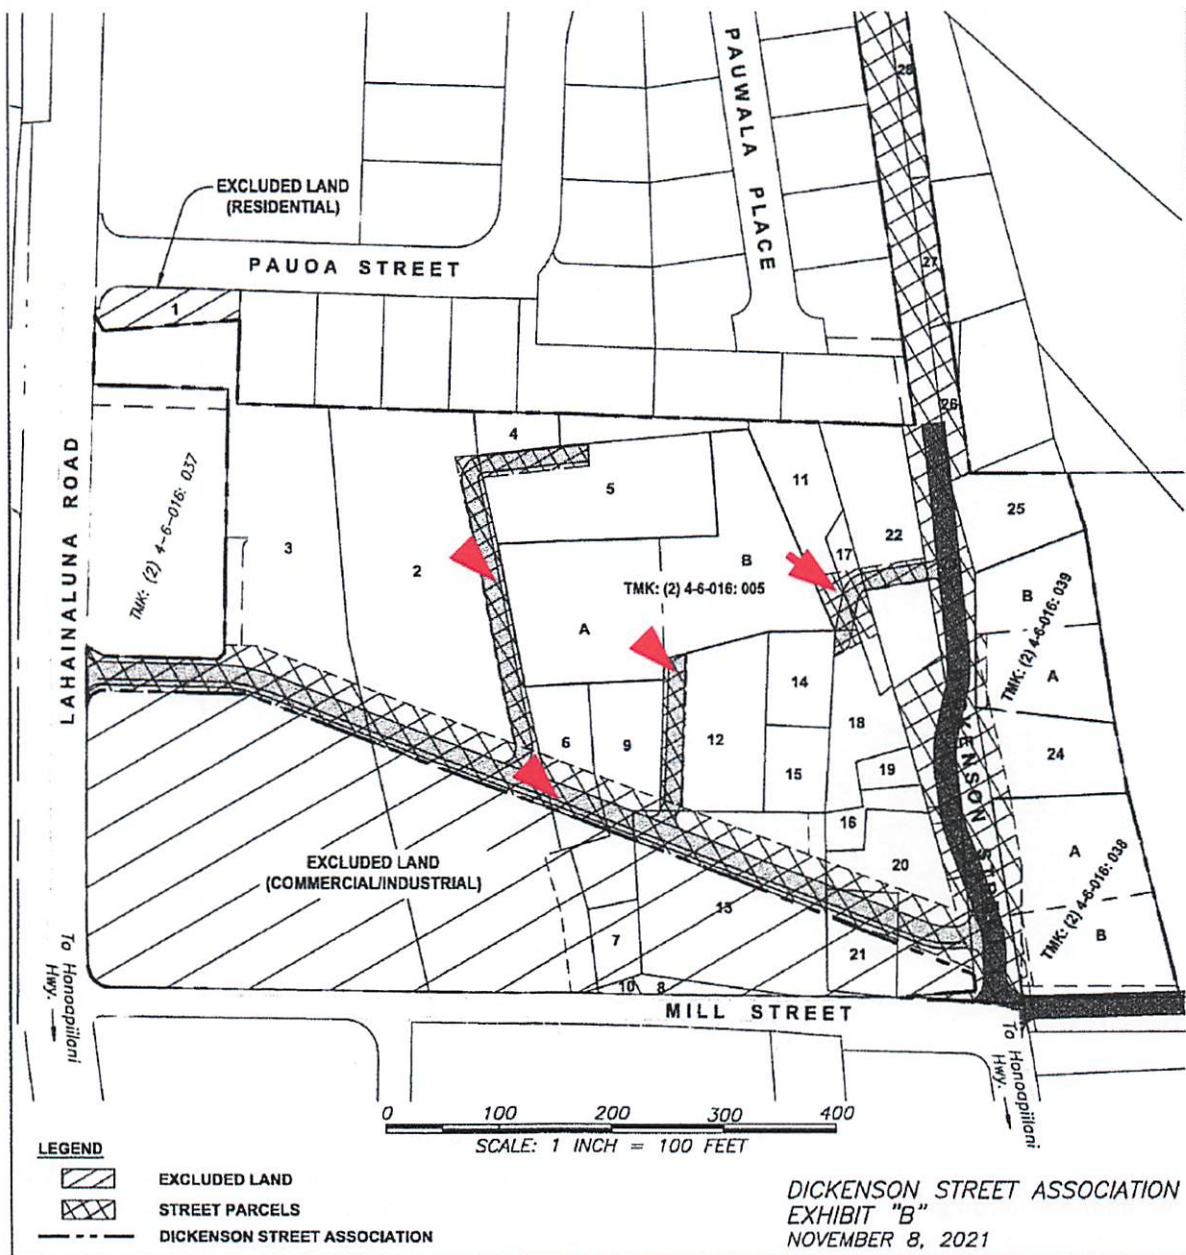 28
PAUWALA PLACE
EXCLUDED LAND
(RESIDENTIAL)
PAUOA STREET
27
1
26
LAHAINALUNA ROAD
TMK: (2) 4-6-016: 037
4
5
11
25
3
2
17
22
B
TMK: (2) 4-6-016: 005
B
TMK: (2) 4-6-016: 039
A
A
14
18
6
9
12
15
19
24
16
20
EXCLUDED LAND
(COMMERCIAL/INDUSTRIAL)
13
A
TMK: (2) 4-6-016: 038
B
7
21
10
8
MILL STREET
To Honoapiilani
Hwy.
To Honoapiilani
Hwy.
0 100 200 300 400
SCALE: 1 INCH = 100 FEET
LEGEND
EXCLUDED LAND
STREET PARCELS
DICKENSON STREET ASSOCIATION
DICKENSON STREET ASSOCIATION
EXHIBIT "B"
NOVEMBER 8, 2021